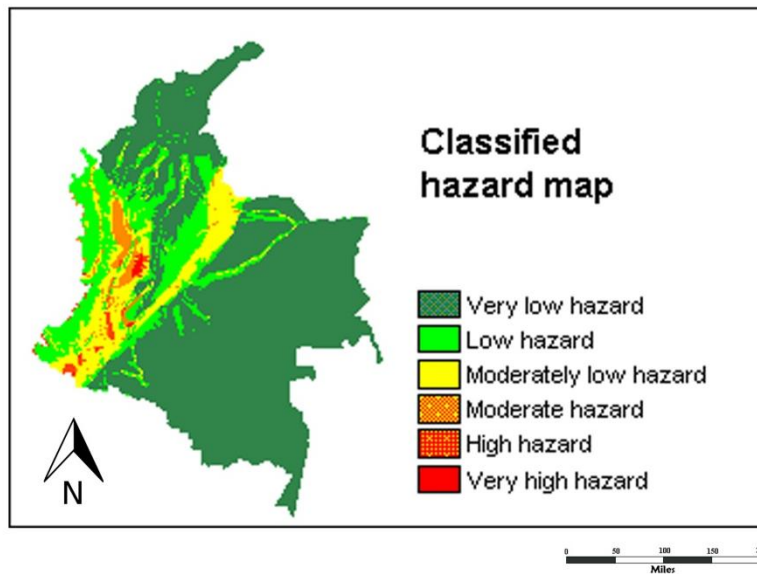 Classified
hazard map
Very low hazard
Low hazard
Moderately low hazard
Moderate hazard
High hazard
Very high hazard
N
0 50 100 150
Miles